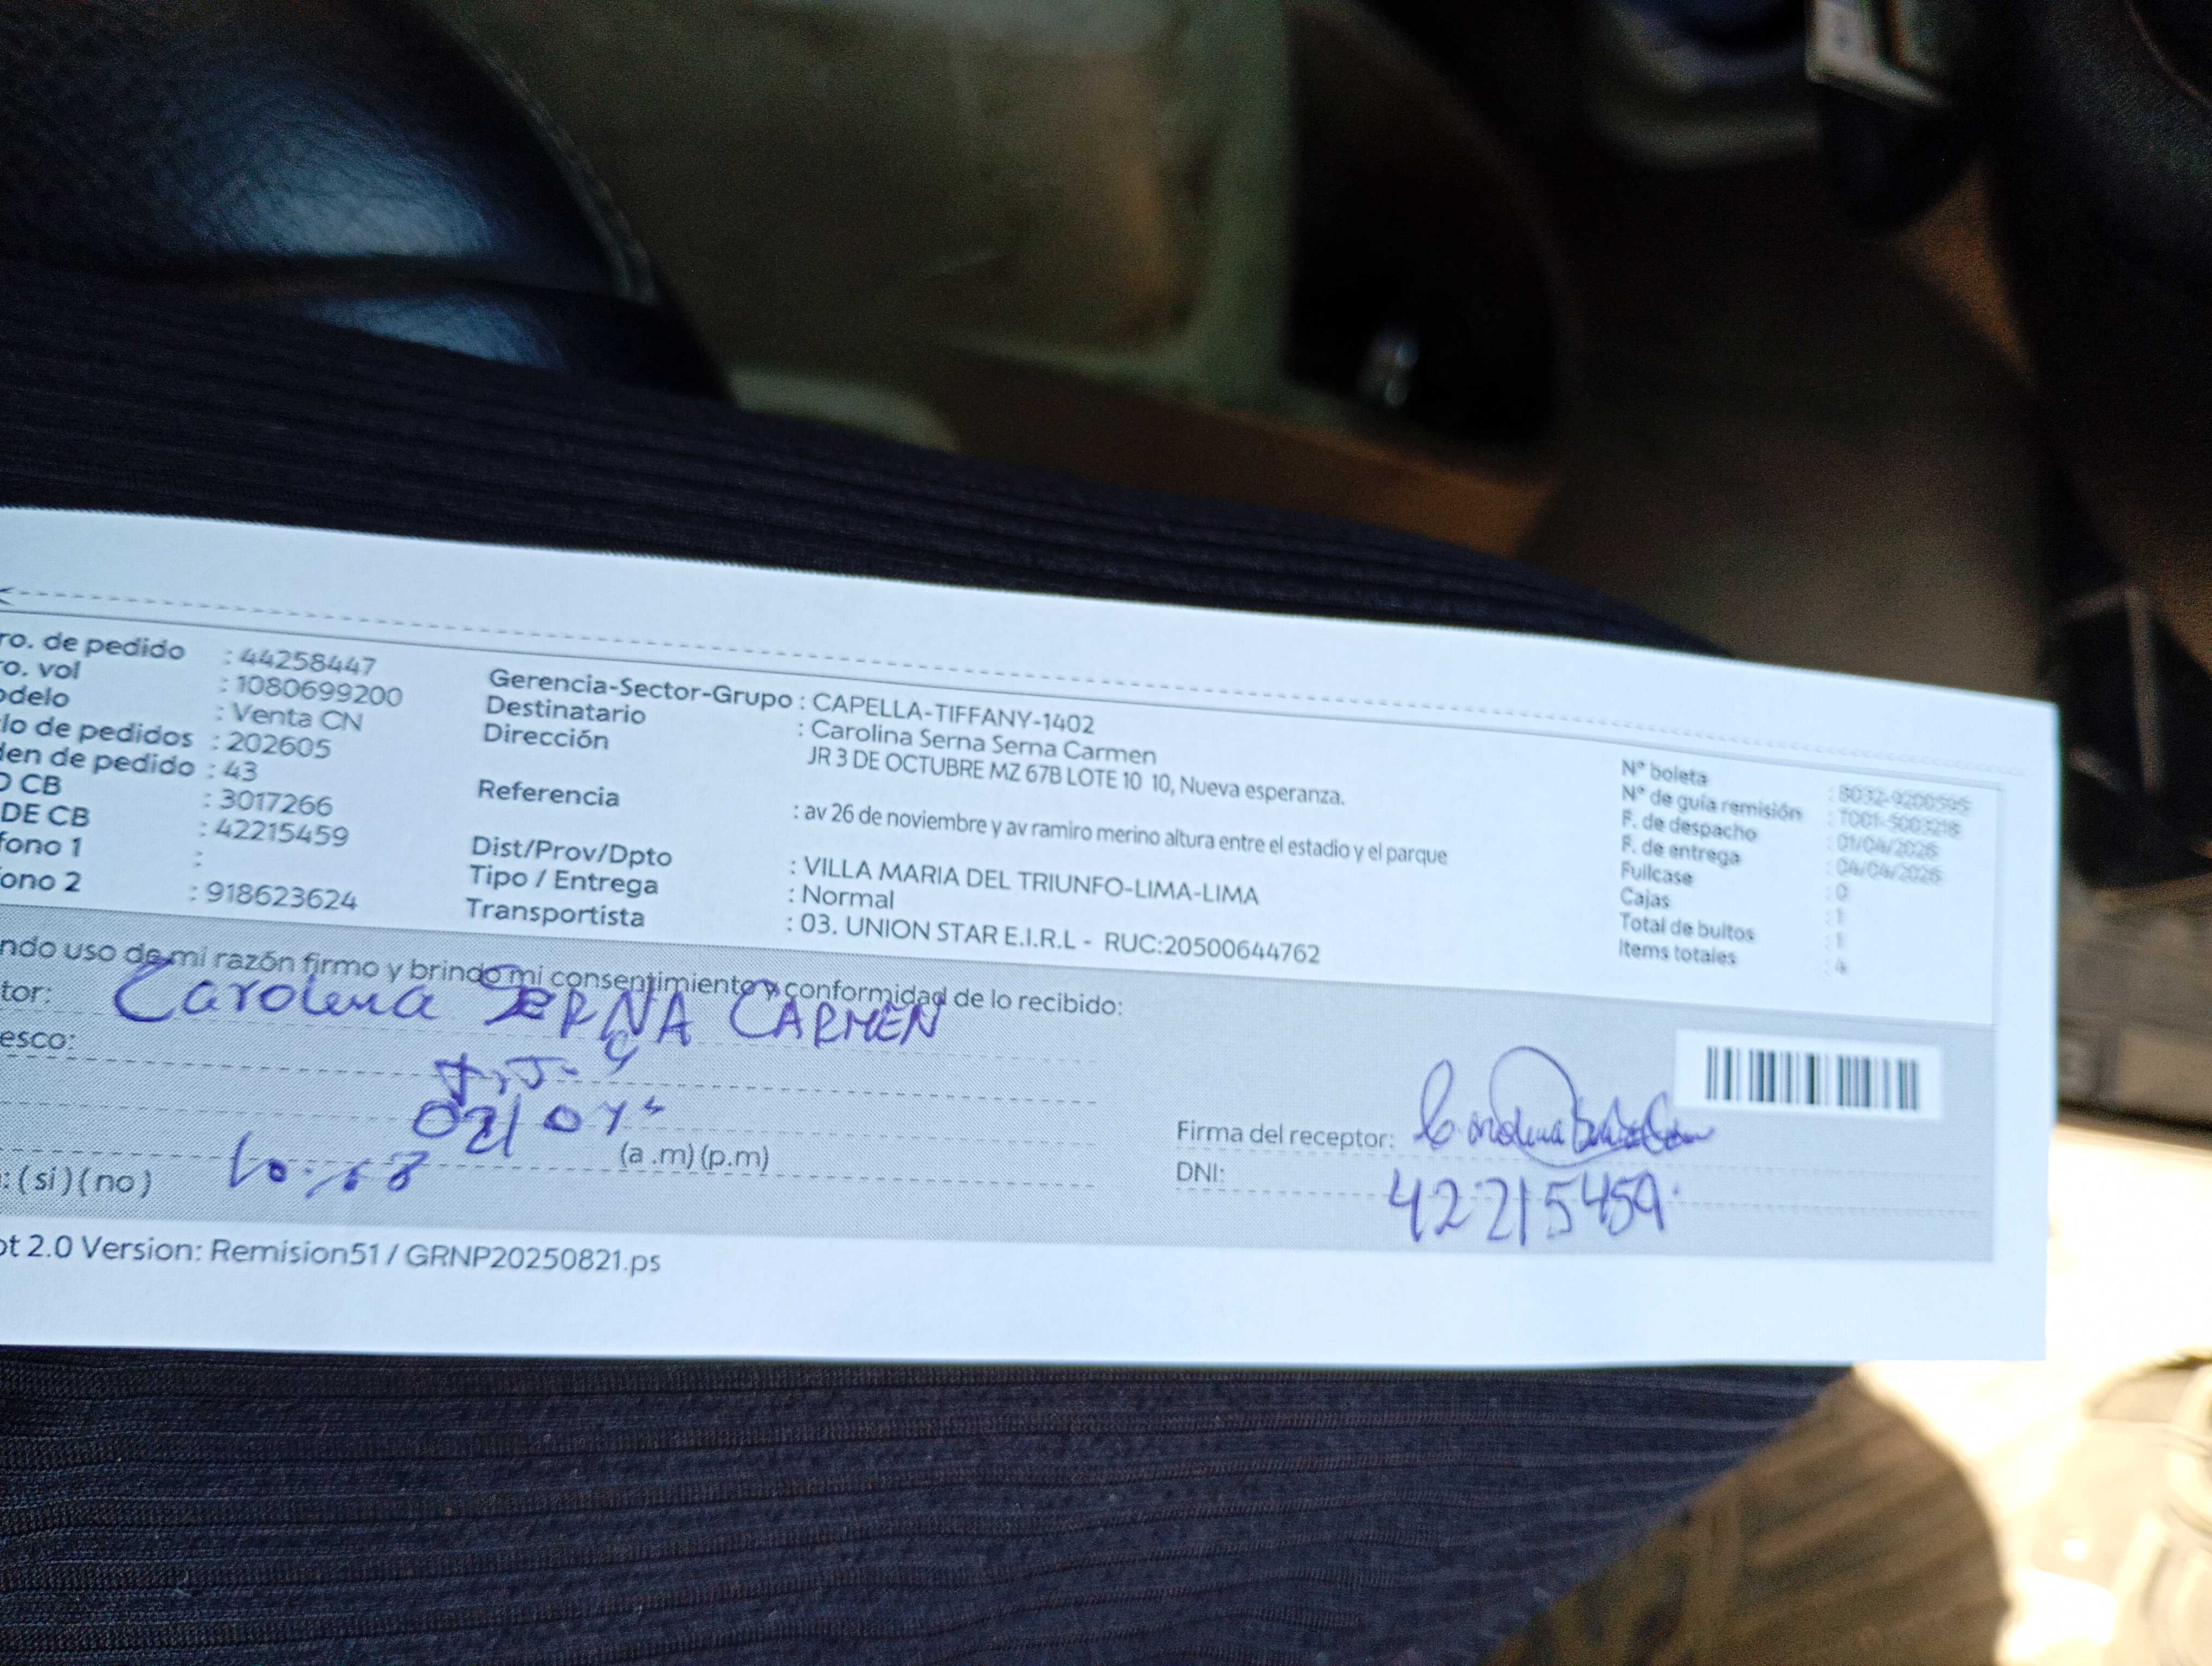 ro. de pedido : 44258447
ro. vol : 1080699200
odelo : Venta CN
lo de pedidos : 202605
den de pedido : 43
O CB : 3017266
DE CB : 42215459
fono 1 :
ono 2 : 918623624
Gerencia-Sector-Grupo : CAPELLA-TIFFANY-1402
Destinatario : Carolina Serna Serna Carmen
Dirección JR 3 DE OCTUBRE MZ 67B LOTE 10 10, Nueva esperanza.
Referencia : av 26 de noviembre y av ramiro merino altura entre el estadio y el parque
Dist/Prov/Dpto : VILLA MARIA DEL TRIUNFO-LIMA-LIMA
Tipo / Entrega : Normal
Transportista : 03. UNION STAR E.I.R.L - RUC:20500644762
N° boleta
N° de guía remisión : T001-5003218
F. de despacho : 01/04/2026
F. de entrega : 04/04/2026
Fullcase : 0
Cajas : 1
Total de bultos : 1
Items totales : 4
ndo uso de mi razón firmo y brindo mi consentimiento y conformidad de lo recibido:
tor: Carolina SERNA CARMEN
esco:
02/04
(a .m) (p.m)
: ( si ) ( no )
Firma del receptor:
DNI: 42215459
ot 2.0 Version: Remision51 / GRNP20250821.ps